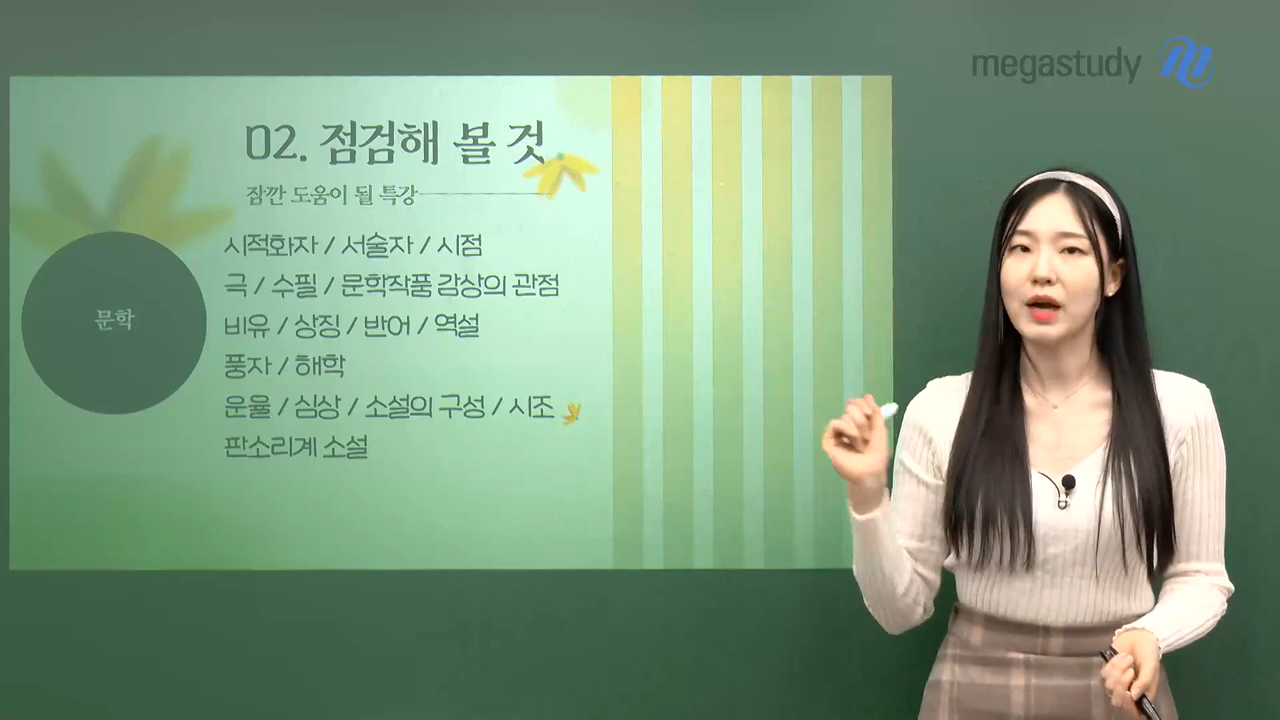 megastudy
02. 점검해 볼 것
잠깐 도움이 될 특강
문학
시적화자 / 서술자 / 시점
극 / 수필 / 문학작품 감상의 관점
비유 / 상징 / 반어 / 역설
풍자 / 해학
운율 / 심상 / 소설의 구성 / 시조
판소리계 소설